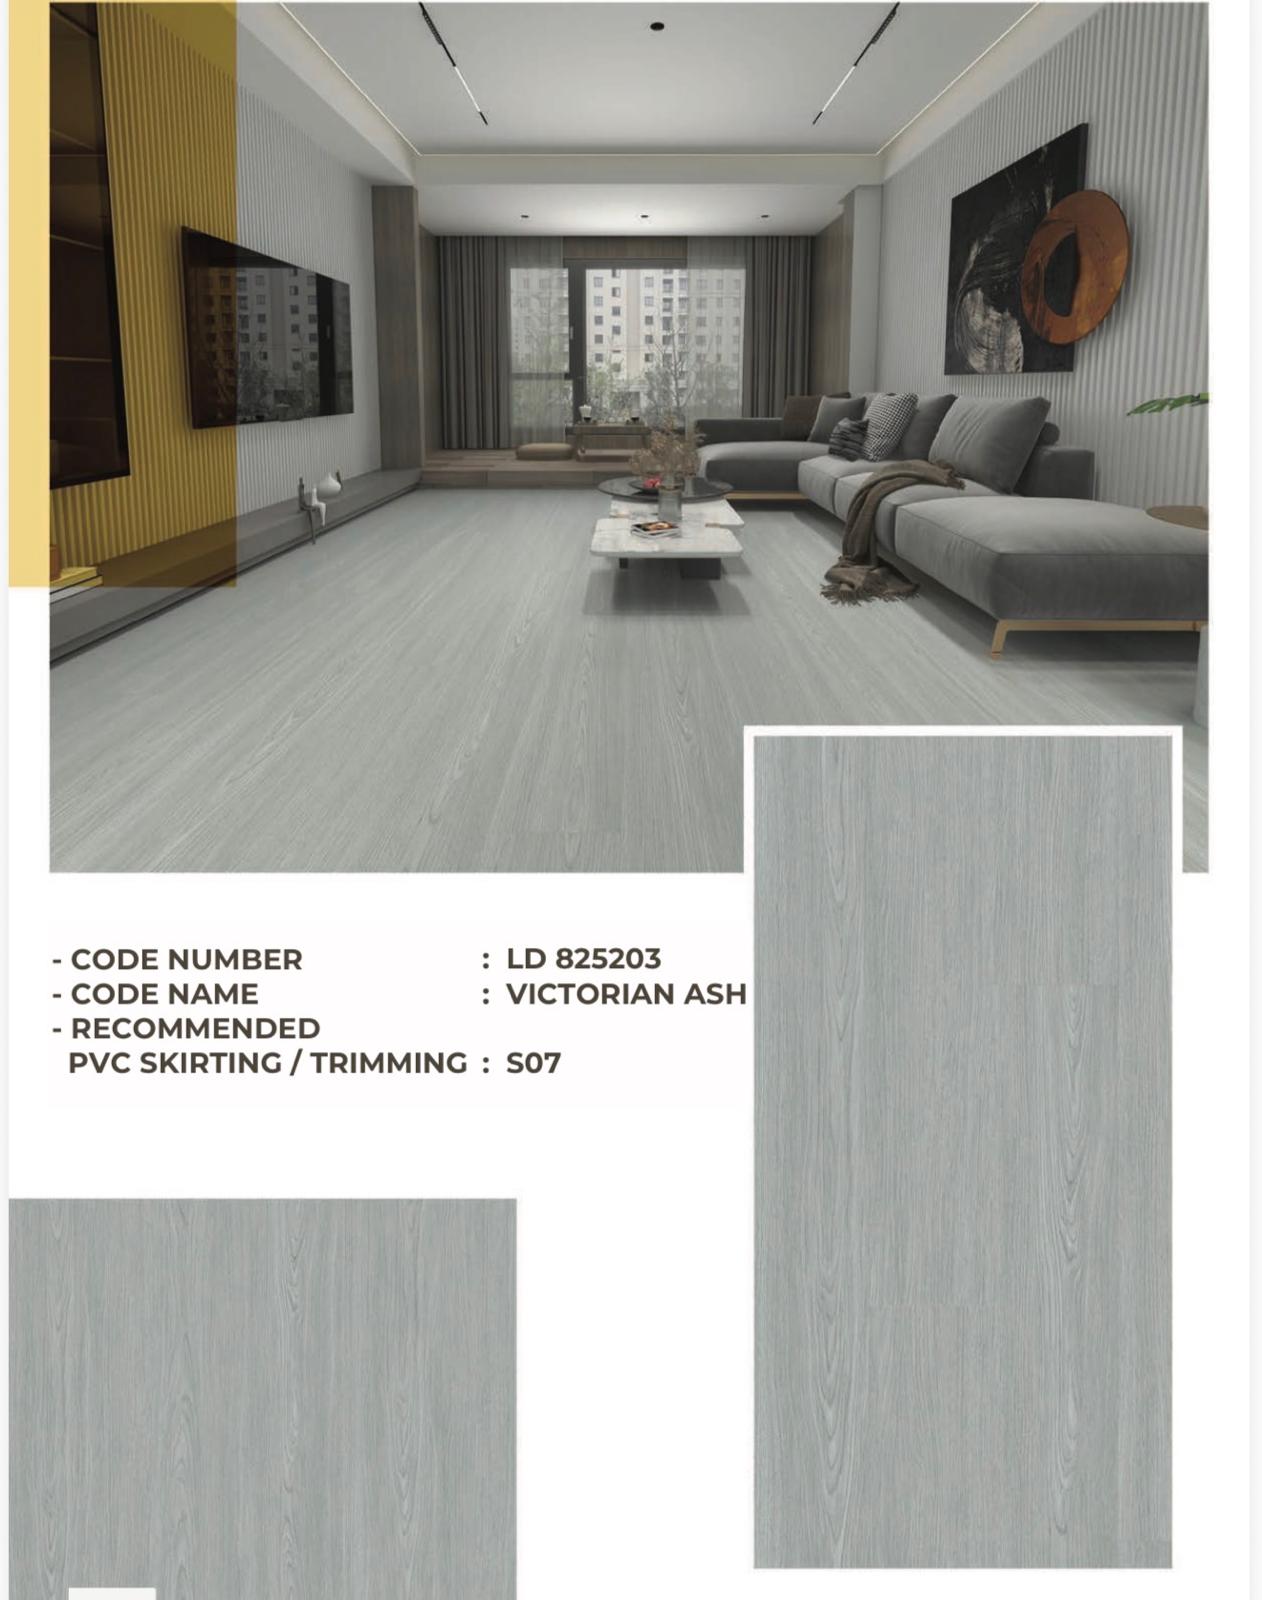 - CODE NUMBER : LD 825203
- CODE NAME : VICTORIAN ASH
- RECOMMENDED
PVC SKIRTING / TRIMMING : S07